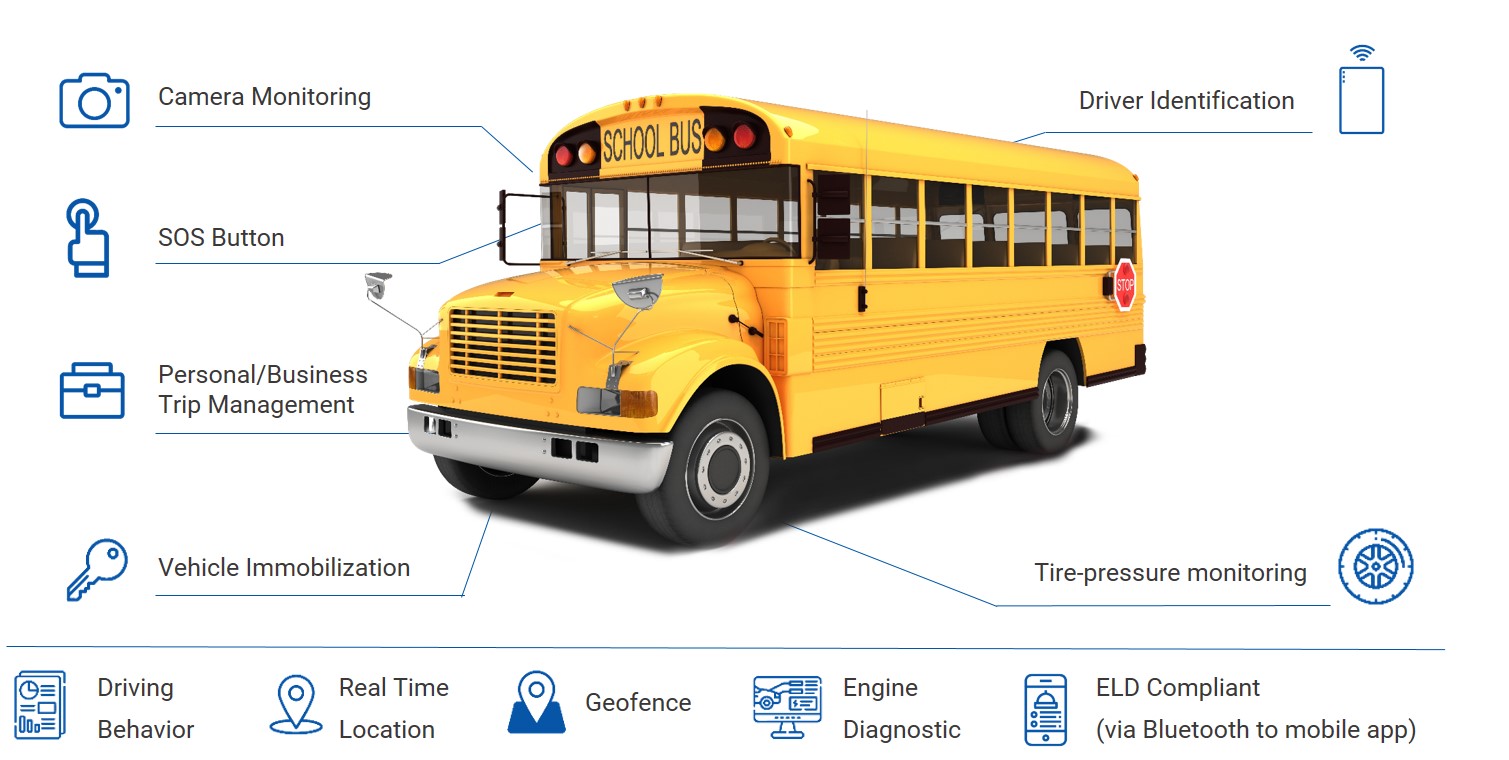 Camera Monitoring
Driver Identification
SCHOOL BUS
SOS Button
STOP
Personal/Business
Trip Management
Vehicle Immobilization
Tire-pressure monitoring
Driving
Behavior
Real Time
Location
Geofence
Engine
Diagnostic
ELD Compliant
(via Bluetooth to mobile app)